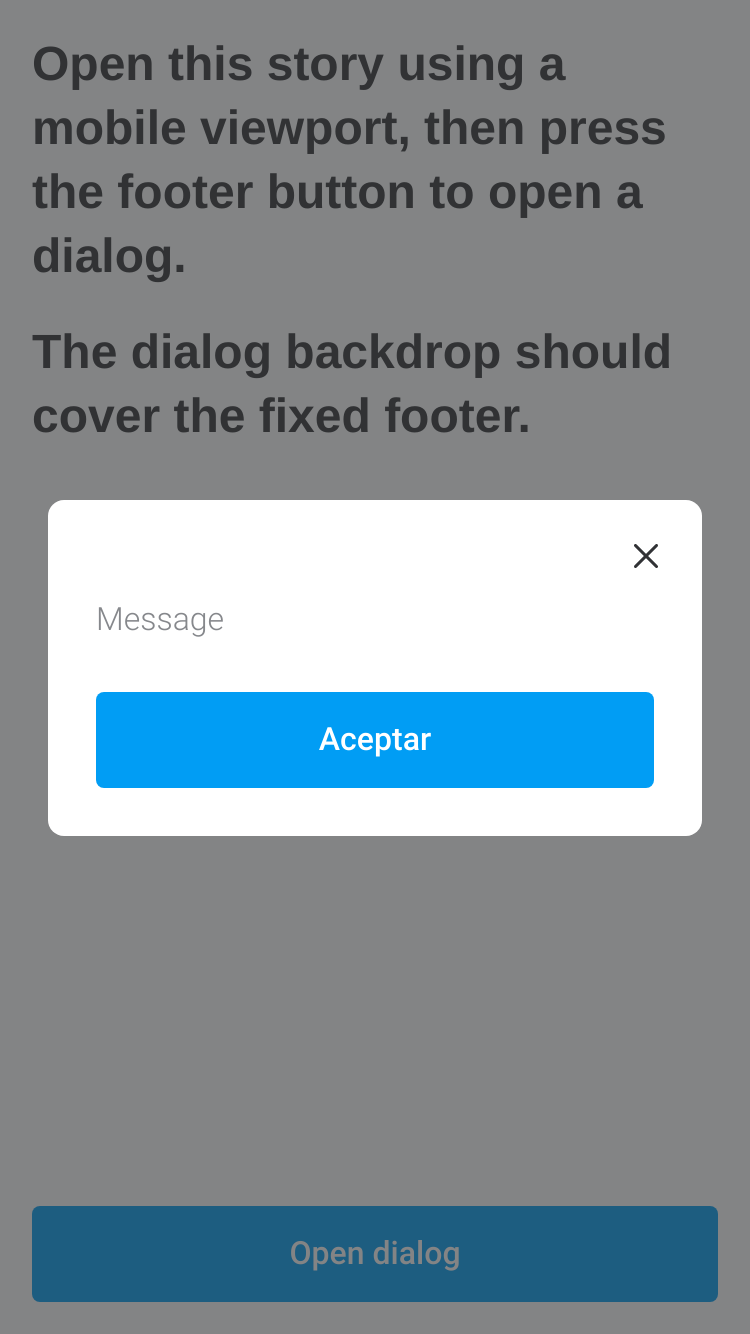 Open this story using a
mobile viewport, then press
the footer button to open a
dialog.
The dialog backdrop should
cover the fixed footer.
Message
Aceptar
Open dialog